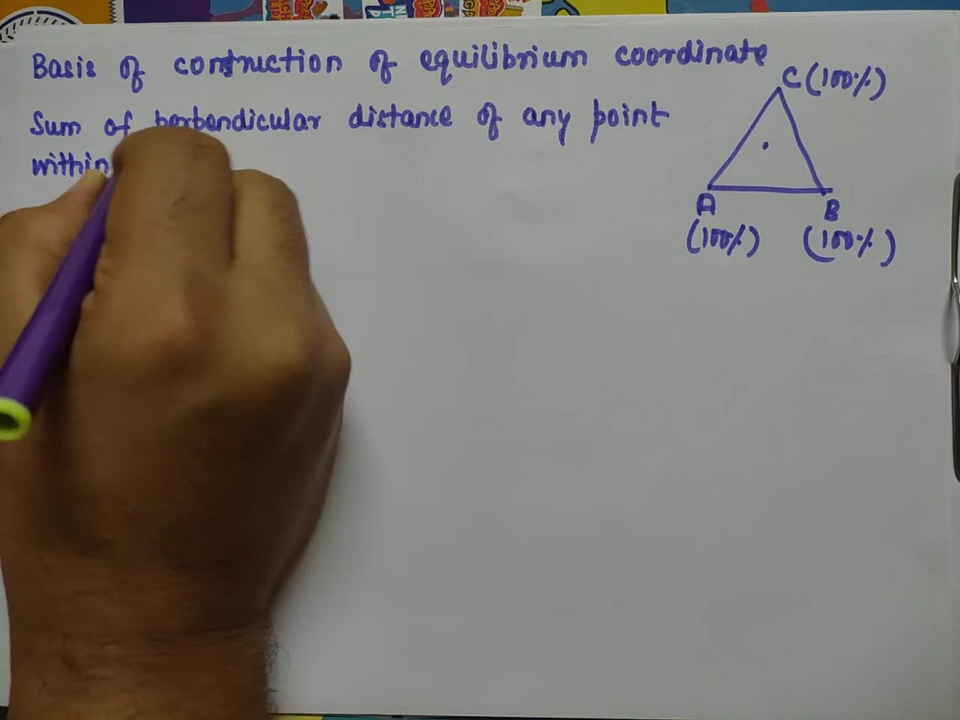 Basis of construction of equilibrium coordinate
C (100%)
Sum of perpendicular distance of any point
within
A
B
(100%)
(100%)